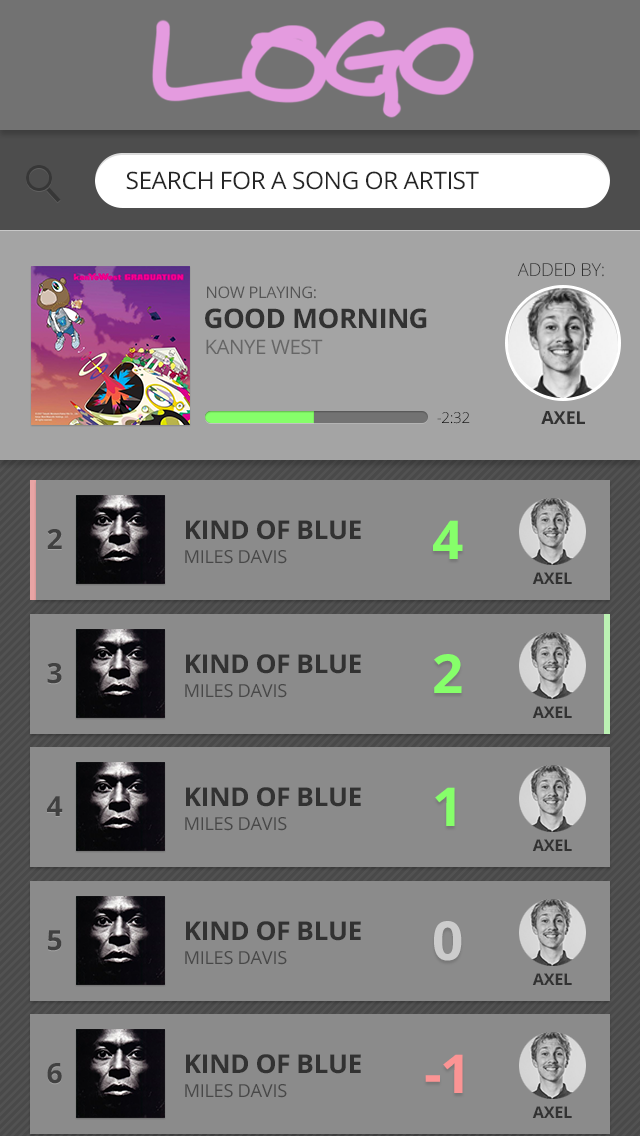 LOGO
SEARCH FOR A SONG OR ARTIST
ADDED BY:
NOW PLAYING:
GOOD MORNING
KANYE WEST
-2:32
AXEL
KanYeWest GRADUATION
2
KIND OF BLUE
MILES DAVIS
4
AXEL
3
KIND OF BLUE
MILES DAVIS
2
AXEL
4
KIND OF BLUE
MILES DAVIS
1
AXEL
5
KIND OF BLUE
MILES DAVIS
0
AXEL
6
KIND OF BLUE
MILES DAVIS
-1
AXEL